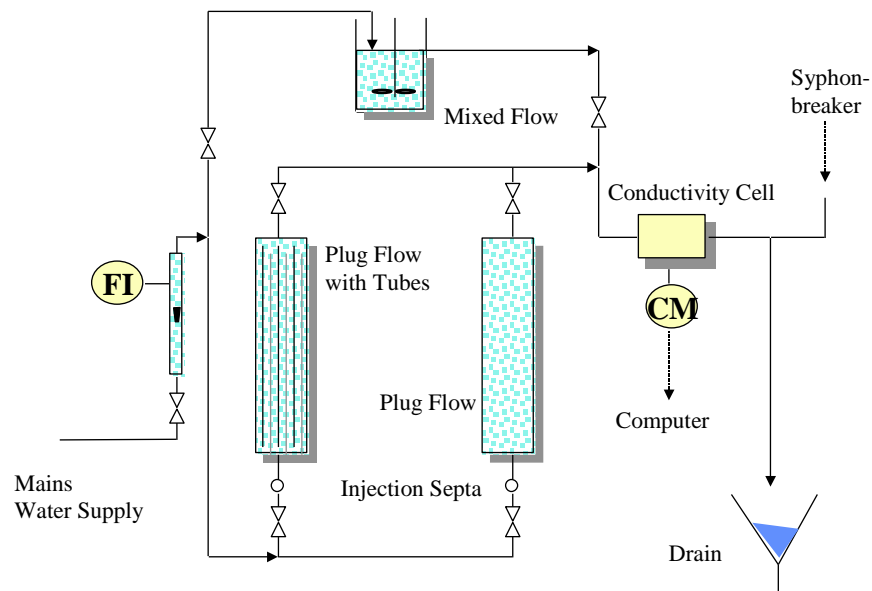 Mixed Flow
Syphon-
breaker
Conductivity Cell
Plug Flow
with Tubes
FI
CM
Plug Flow
Computer
Mains
Water Supply
Injection Septa
Drain